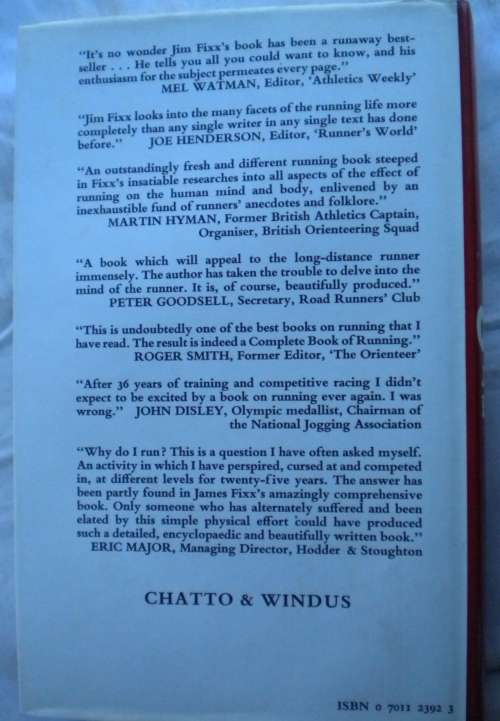 “It's no wonder Jim Fixx's book has been a runaway best-
seller . . . He tells you all you could want to know, and his
enthusiasm for the subject permeates every page.”
MEL WATMAN, Editor, ‘Athletics Weekly’
“Jim Fixx looks into the many facets of the running life more
completely than any single writer in any single text has done
before.” JOE HENDERSON, Editor, ‘Runner's World’
“An outstandingly fresh and different running book steeped
in Fixx's insatiable researches into all aspects of the effect of
running on the human mind and body, enlivened by an
inexhaustible fund of runners' anecdotes and folklore.”
MARTIN HYMAN, Former British Athletics Captain,
Organiser, British Orienteering Squad
“A book which will appeal to the long-distance runner
immensely. The author has taken the trouble to delve into the
mind of the runner. It is, of course, beautifully produced.”
PETER GOODSELL, Secretary, Road Runners' Club
“This is undoubtedly one of the best books on running that I
have read. The result is indeed a Complete Book of Running.”
ROGER SMITH, Former Editor, ‘The Orienteer’
“After 36 years of training and competitive racing I didn't
expect to be excited by a book on running ever again. I was
wrong.” JOHN DISLEY, Olympic medallist, Chairman of
the National Jogging Association
“Why do I run? This is a question I have often asked myself.
An activity in which I have perspired, cursed at and competed
in, at different levels for twenty-five years. The answer has
been partly found in James Fixx's amazingly comprehensive
book. Only someone who has alternately suffered and been
elated by this simple physical effort could have produced
such a detailed, encyclopaedic and beautifully written book.”
ERIC MAJOR, Managing Director, Hodder & Stoughton
CHATTO & WINDUS
ISBN 0 7011 2392 3